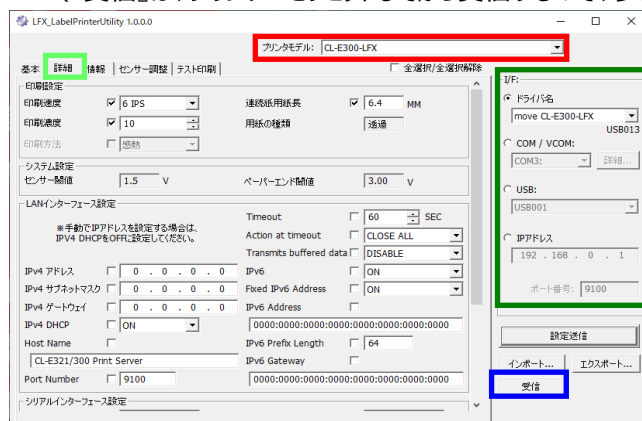 LFX_LabelPrinterUtility 1.0.0.0
プリンタモデル: CL-E300-LFX
基本 詳細 情報 センサー調整 テスト印刷 全選択/全選択解除
印刷設定
印刷速度 6 IPS 連続紙用紙長 6.4 MM
印刷濃度 10 用紙の種類 透過
印刷方法 感熱
システム設定
センサー閾値 1.5 V ペーパーエンド閾値 3.00 V
LANインターフェース設定
※手動でIPアドレスを設定する場合は、
IPV4 DHCPをOFFに設定してください。
Timeout 60 SEC
Action at timeout CLOSE ALL
Transmits buffered data DISABLE
IPv4 アドレス 0 . 0 . 0 . 0 IPv6 ON
IPv4 サブネットマスク 0 . 0 . 0 . 0 Fixed IPv6 Address ON
IPv4 ゲートウェイ 0 . 0 . 0 . 0 IPv6 Address
IPv4 DHCP ON 0000:0000:0000:0000:0000:0000:0000:0000
Host Name IPv6 Prefix Length 64
CL-E321/300 Print Server IPv6 Gateway
Port Number 9100 0000:0000:0000:0000:0000:0000:0000:0000
シリアルインターフェース設定
I/F:
ドライバ名
move CL-E300-LFX
USB013
COM / VCOM:
COM3: 詳細...
USB:
USB001
IPアドレス
192 . 168 . 0 . 1
ポート番号: 9100
設定送信
インポート... エクスポート...
受信